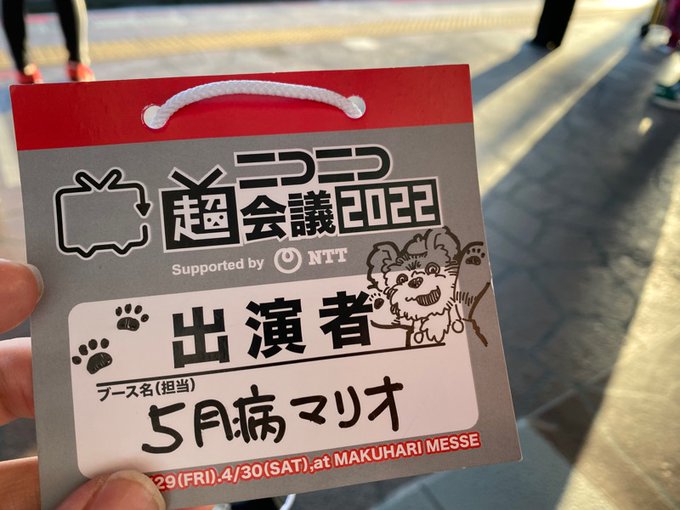 ニコニコ
超会議2022
Supported by NTT
出演者
ブース名(担当)
5月病マリオ
29(FRI).4/30(SAT),at MAKUHARI MESSE